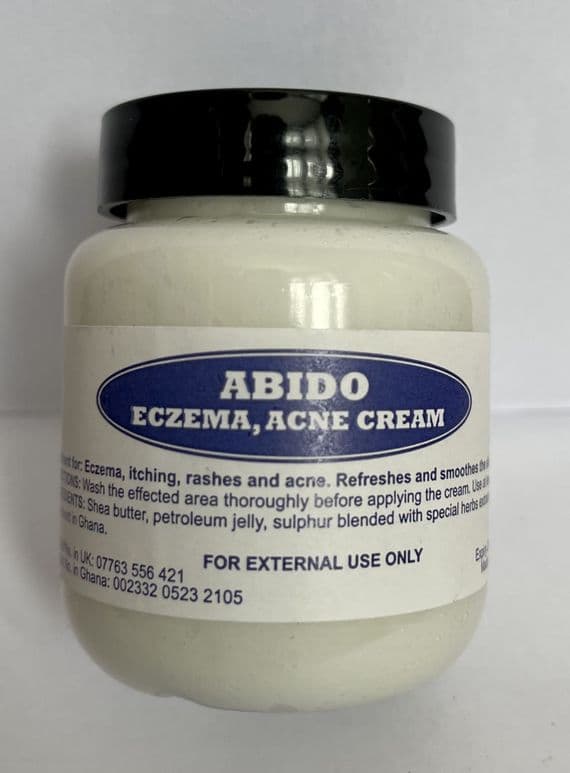 ABIDO
ECZEMA, ACNE CREAM
for: Eczema, itching, rashes and acne. Refreshes and smoothes
Wash the effected area thoroughly before applying the cream. Use
Shea butter, petroleum jelly, sulphur blended with special herbs
in Ghana.
FOR EXTERNAL USE ONLY
in UK: 07763 556 421
in Ghana: 002332 0523 2105